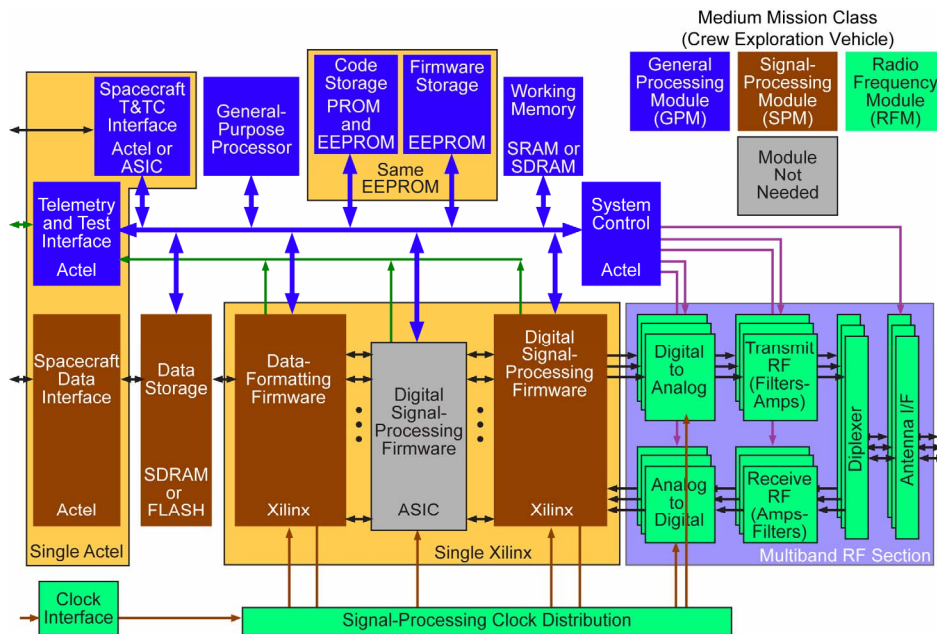 Medium Mission Class
(Crew Exploration Vehicle)
General
Processing
Module
(GPM)
Signal-
Processing
Module
(SPM)
Radio
Frequency
Module
(RFM)
Module
Not
Needed
Spacecraft
T&TC
Interface
Actel or
ASIC
General-
Purpose
Processor
Code
Storage
PROM
and
EEPROM
Firmware
Storage
EEPROM
Same
EEPROM
Working
Memory
SRAM or
SDRAM
Telemetry
and Test
Interface
Actel
System
Control
Actel
Spacecraft
Data
Interface
Actel
Single Actel
Data
Storage
SDRAM
or
FLASH
Data-
Formatting
Firmware
Xilinx
Digital
Signal-
Processing
Firmware
ASIC
Digital
Signal-
Processing
Firmware
Xilinx
Single Xilinx
Digital
to
Analog
Transmit
RF
(Filters-
Amps)
Analog
to
Digital
Receive
RF
(Amps-
Filters)
Diplexer
Antenna I/F
Multiband RF Section
Clock
Interface
Signal-Processing Clock Distribution